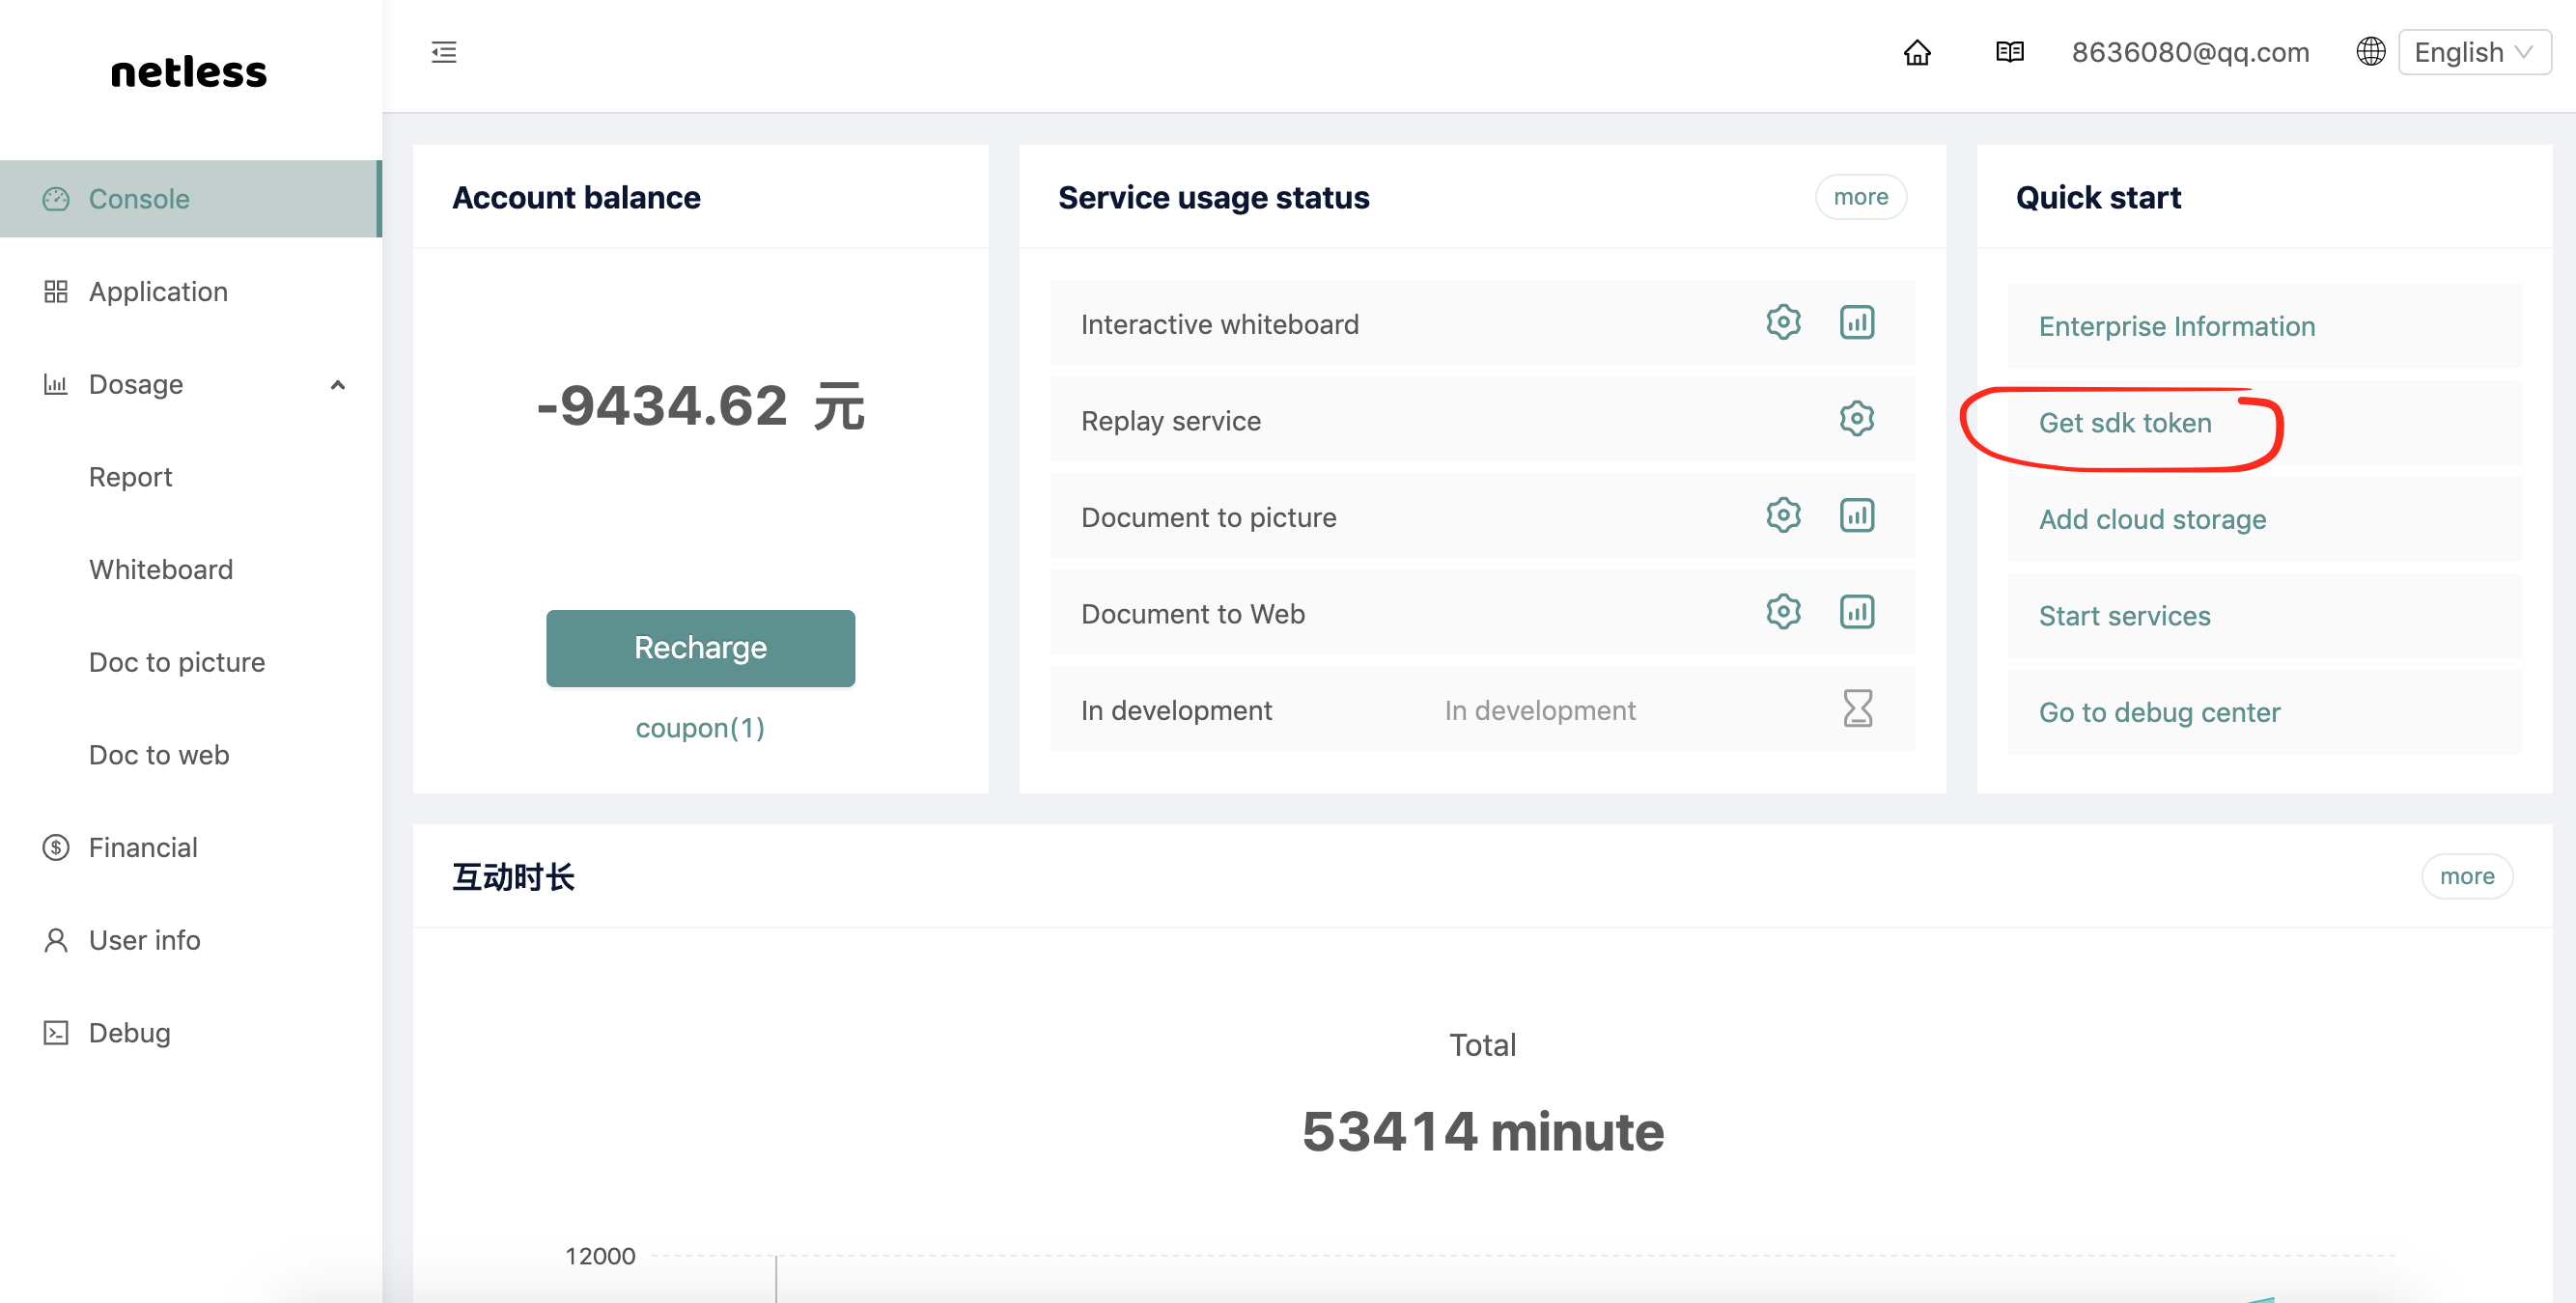 netless
8636080@qq.com
English
Console
Application
Dosage
Report
Whiteboard
Doc to picture
Doc to web
Financial
User info
Debug
Account balance
-9434.62 元
Recharge
coupon(1)
Service usage status
more
Interactive whiteboard
Replay service
Document to picture
Document to Web
In development In development
Quick start
Enterprise Information
Get sdk token
Add cloud storage
Start services
Go to debug center
互动时长
more
Total
53414 minute
12000